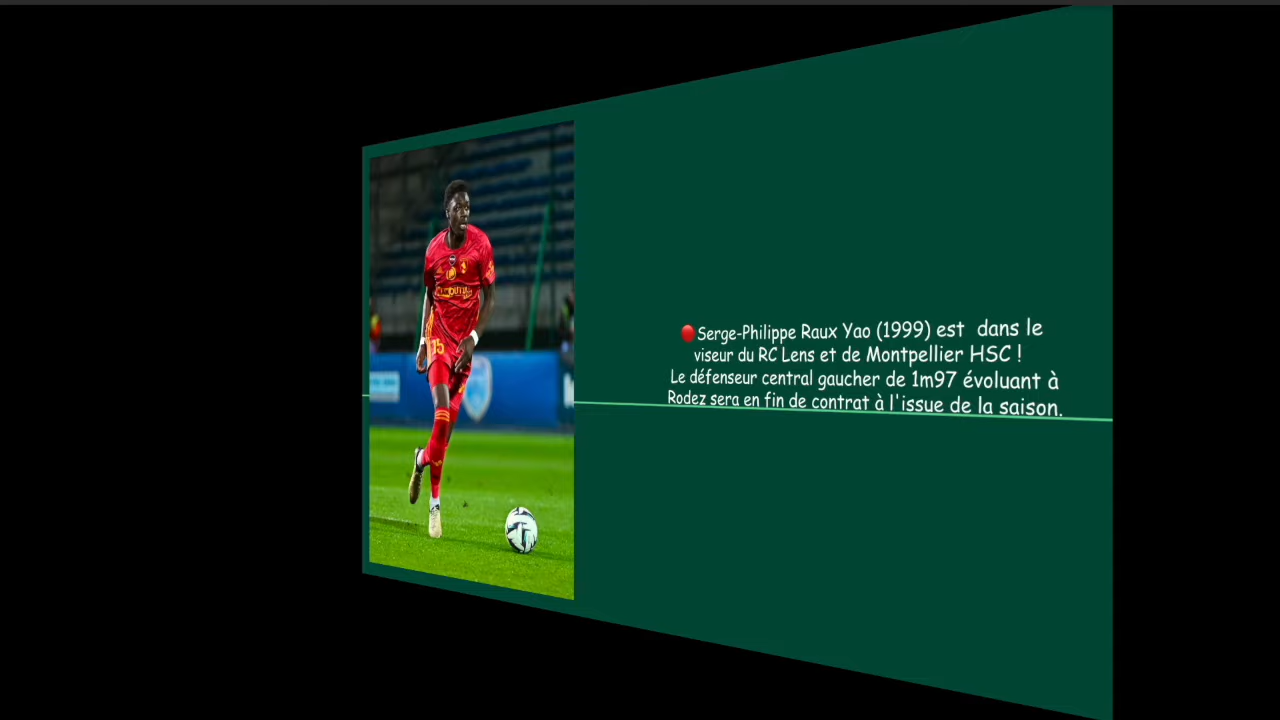 🔴Serge-Philippe Raux Yao (1999) est dans le
viseur du RC Lens et de Montpellier HSC !
Le défenseur central gaucher de 1m97 évoluant à
Rodez sera en fin de contrat à l'issue de la saison.
15